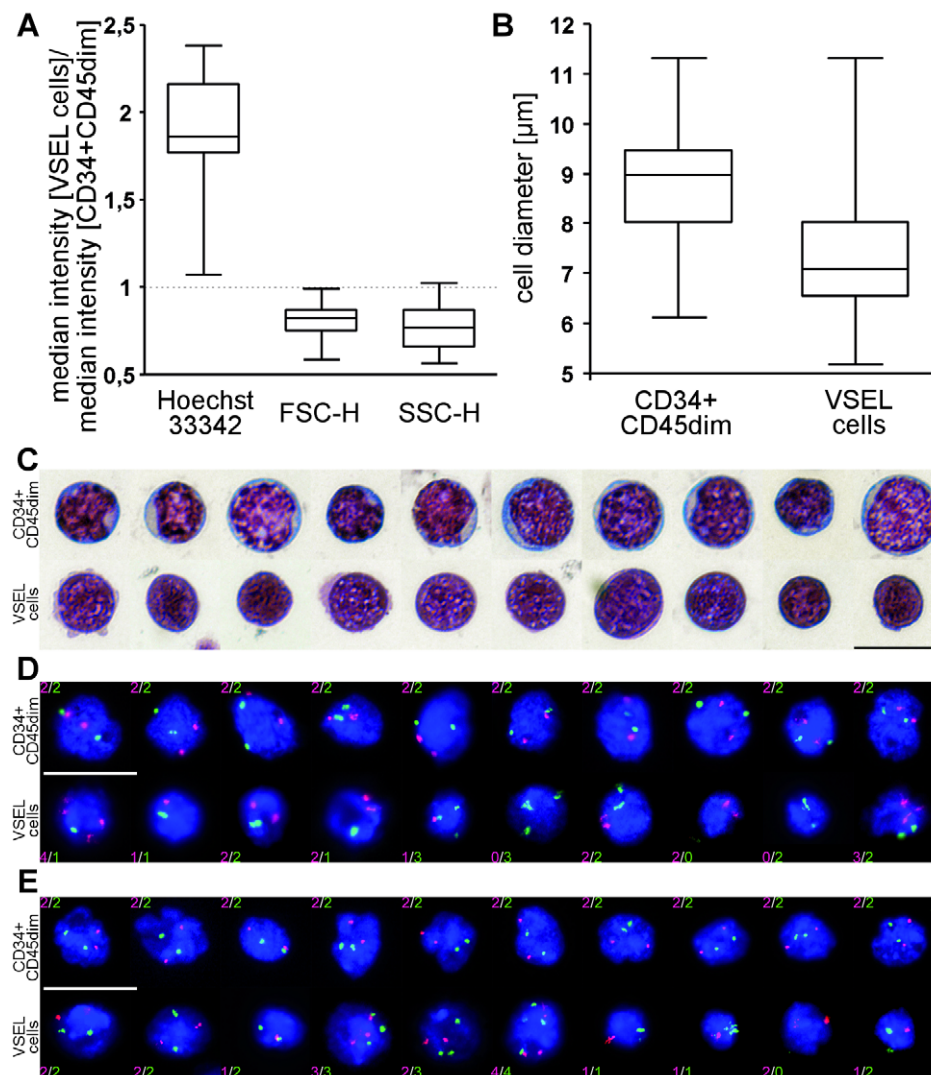 A
median intensity [VSEL cells]/
median intensity [CD34+CD45dim]
2,5
2
1,5
1
0,5
Hoechst
33342
FSC-H
SSC-H
B
cell diameter [µm]
12
11
10
9
8
7
6
5
CD34+
CD45dim
VSEL
cells
C
CD34+
CD45dim
VSEL
cells
D
2/2 2/2 2/2 2/2 2/2 2/2 2/2 2/2 2/2 2/2
CD34+
CD45dim
VSEL
cells
4/1 1/1 2/2 2/1 1/3 0/3 2/2 2/0 0/2 3/2
E
2/2 2/2 2/2 2/2 2/2 2/2 2/2 2/2 2/2 2/2
CD34+
CD45dim
VSEL
cells
2/2 2/2 1/2 3/3 2/4 4/4 1/1 1/1 2/0 1/2